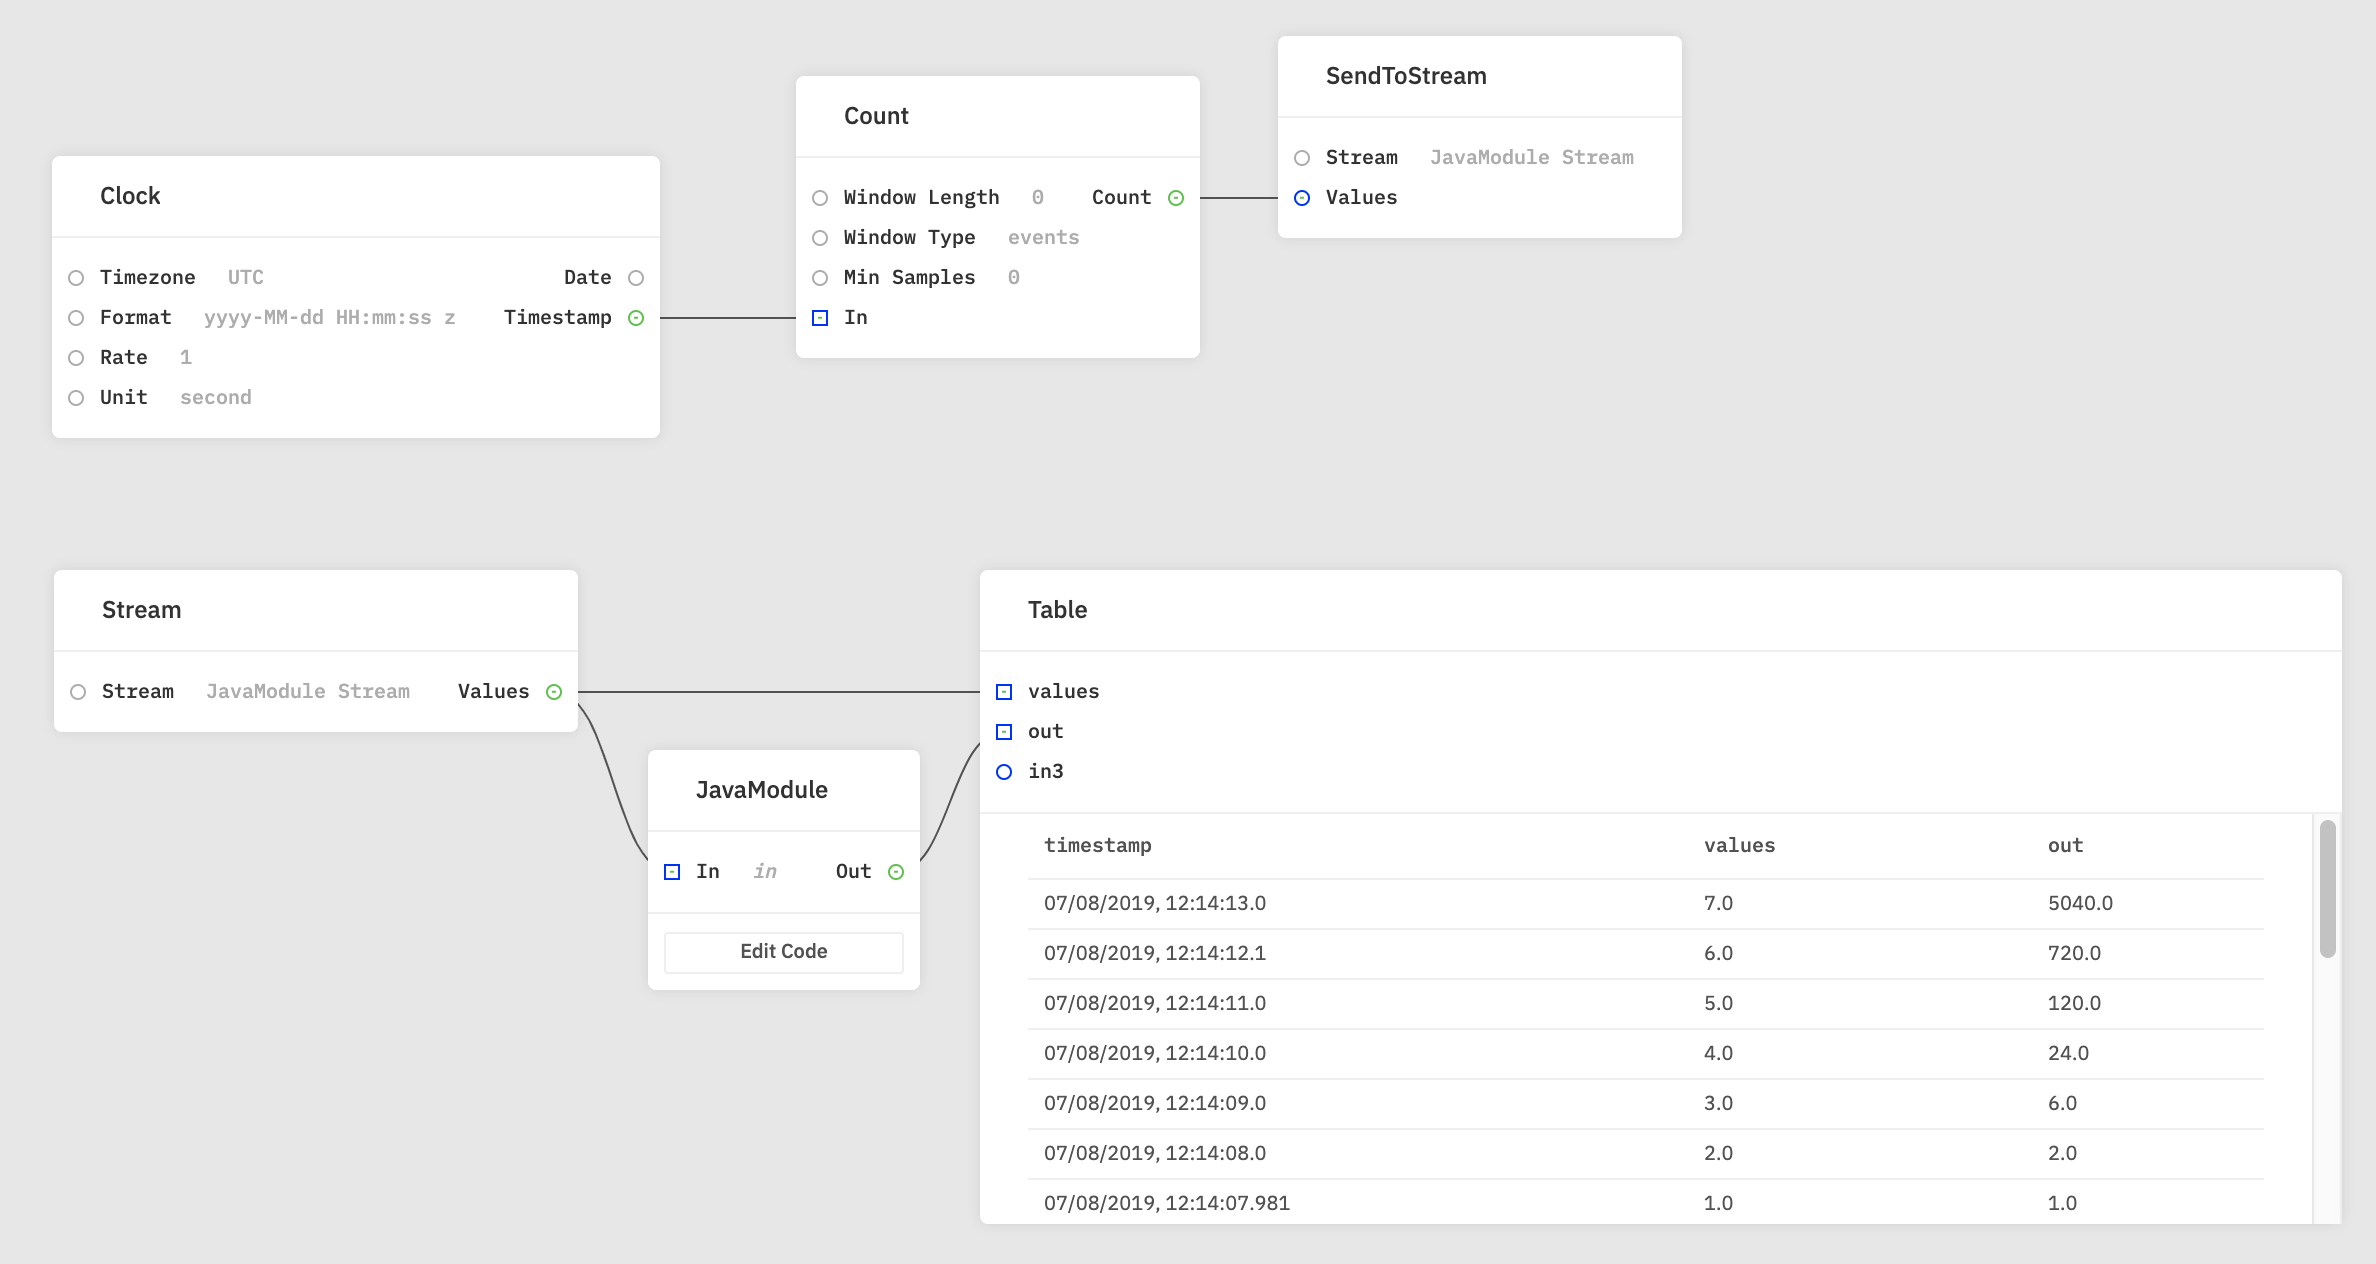 SendToStream
Stream JavaModule Stream
Values
Count
Window Length 0 Count
Window Type events
Min Samples 0
In
Clock
Timezone UTC Date
Format yyyy-MM-dd HH:mm:ss z Timestamp
Rate 1
Unit second
Stream
Stream JavaModule Stream Values
JavaModule
In in Out
Edit Code
Table
values
out
in3
timestamp values out
07/08/2019, 12:14:13.0 7.0 5040.0
07/08/2019, 12:14:12.1 6.0 720.0
07/08/2019, 12:14:11.0 5.0 120.0
07/08/2019, 12:14:10.0 4.0 24.0
07/08/2019, 12:14:09.0 3.0 6.0
07/08/2019, 12:14:08.0 2.0 2.0
07/08/2019, 12:14:07.981 1.0 1.0